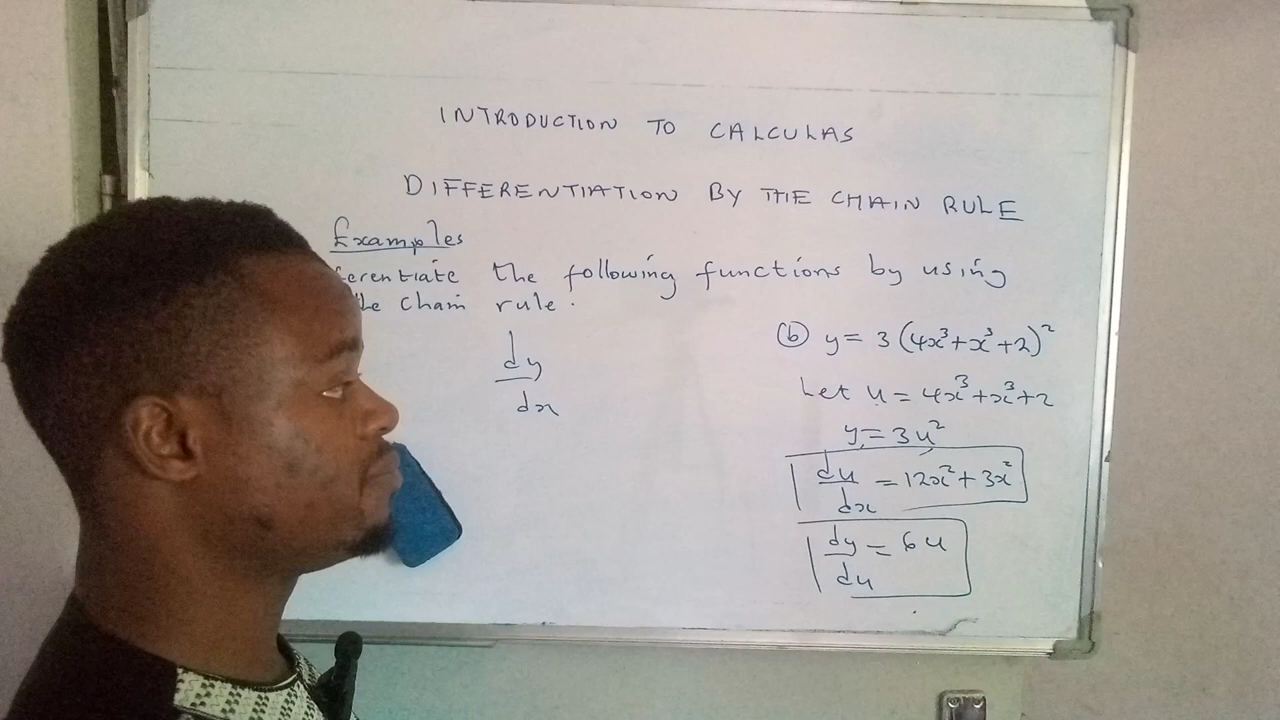 INTRODUCTION TO CALCULAS
DIFFERENTIATION BY THE CHAIN RULE
Examples
ferentiate the following functions by using
the Chain rule.
dy
dx
(b) y = 3(4x³+x³+2)²
Let u = 4x³+x³+2
y = 3u²
du/dx = 12x²+3x²
dy/du = 6u